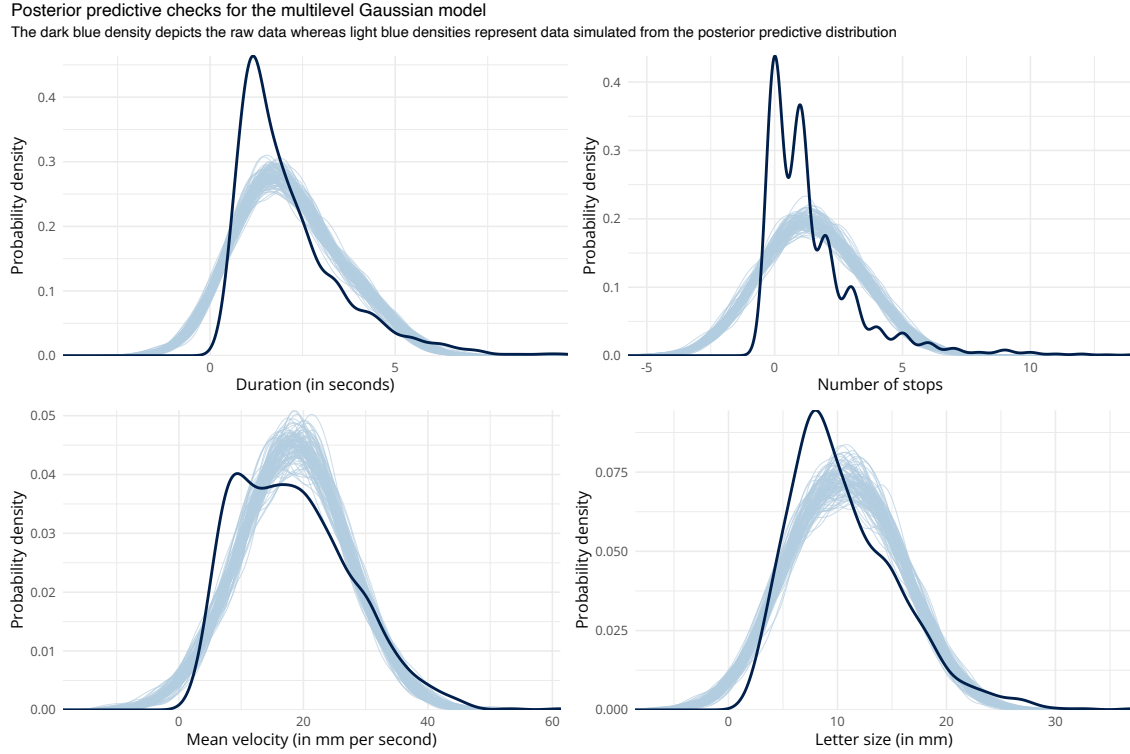 Posterior predictive checks for the multilevel Gaussian model
The dark blue density depicts the raw data whereas light blue densities represent data simulated from the posterior predictive distribution
Probability density
0.4
0.3
0.2
0.1
0.0
0 5
Duration (in seconds)
Probability density
0.4
0.3
0.2
0.1
0.0
-5 0 5 10
Number of stops
Probability density
0.05
0.04
0.03
0.02
0.01
0.00
0 20 40 60
Mean velocity (in mm per second)
Probability density
0.075
0.050
0.025
0.000
0 10 20 30
Letter size (in mm)